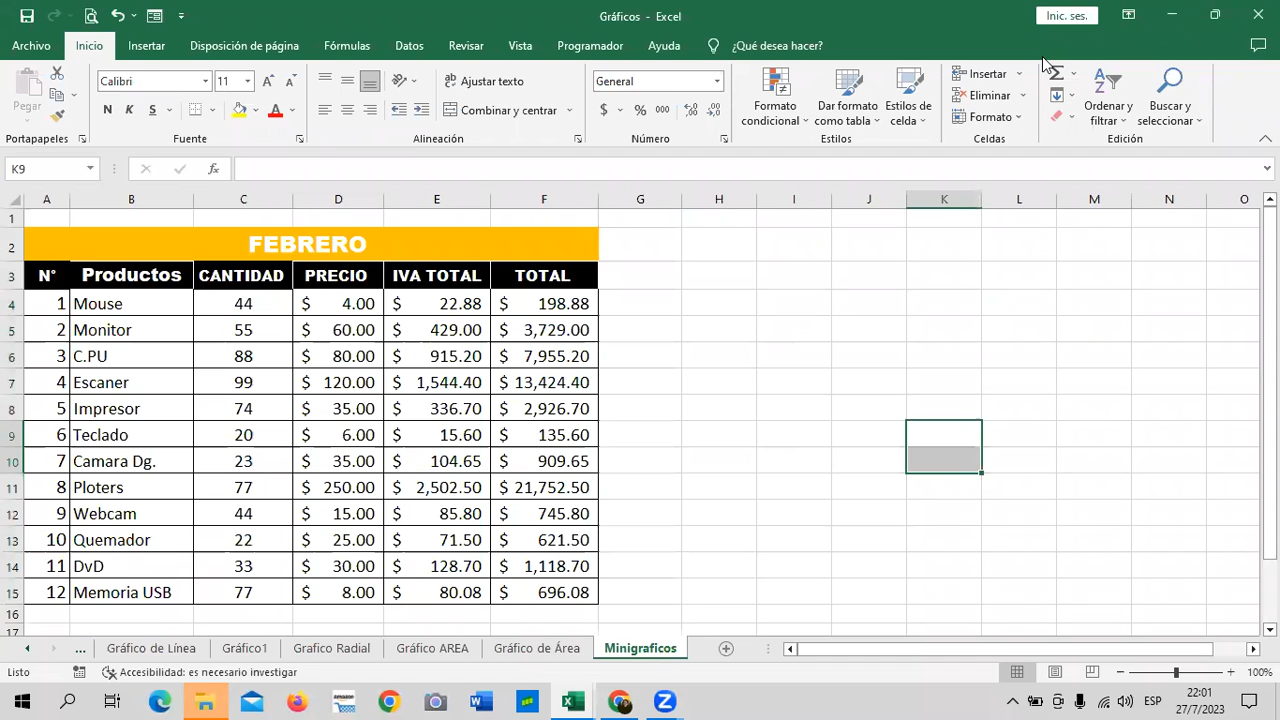 Gráficos - Excel
Inic. ses.
Archivo Inicio Insertar Disposición de página Fórmulas Datos Revisar Vista Programador Ayuda ¿Qué desea hacer?
Pegar
Calibri 11
N K S
Ajustar texto
Combinar y centrar
General
$ % 000
Formato condicional
Dar formato como tabla
Estilos de celda
Insertar
Eliminar
Formato
Ordenar y filtrar
Buscar y seleccionar
Portapapeles Fuente Alineación Número Estilos Celdas Edición
K9
A B C D E F G H I J K L M N O
1
2 FEBRERO
3 N° Productos CANTIDAD PRECIO IVA TOTAL TOTAL
4 1 Mouse 44 $ 4.00 $ 22.88 $ 198.88
5 2 Monitor 55 $ 60.00 $ 429.00 $ 3,729.00
6 3 C.PU 88 $ 80.00 $ 915.20 $ 7,955.20
7 4 Escaner 99 $ 120.00 $ 1,544.40 $ 13,424.40
8 5 Impresor 74 $ 35.00 $ 336.70 $ 2,926.70
9 6 Teclado 20 $ 6.00 $ 15.60 $ 135.60
10 7 Camara Dg. 23 $ 35.00 $ 104.65 $ 909.65
11 8 Ploters 77 $ 250.00 $ 2,502.50 $ 21,752.50
12 9 Webcam 44 $ 15.00 $ 85.80 $ 745.80
13 10 Quemador 22 $ 25.00 $ 71.50 $ 621.50
14 11 DvD 33 $ 30.00 $ 128.70 $ 1,118.70
15 12 Memoria USB 77 $ 8.00 $ 80.08 $ 696.08
16
17
... Gráfico de Línea Gráfico1 Grafico Radial Gráfico AREA Gráfico de Área Minigraficos
Listo Accesibilidad: es necesario investigar 100%
ESP
22:01
27/7/2023